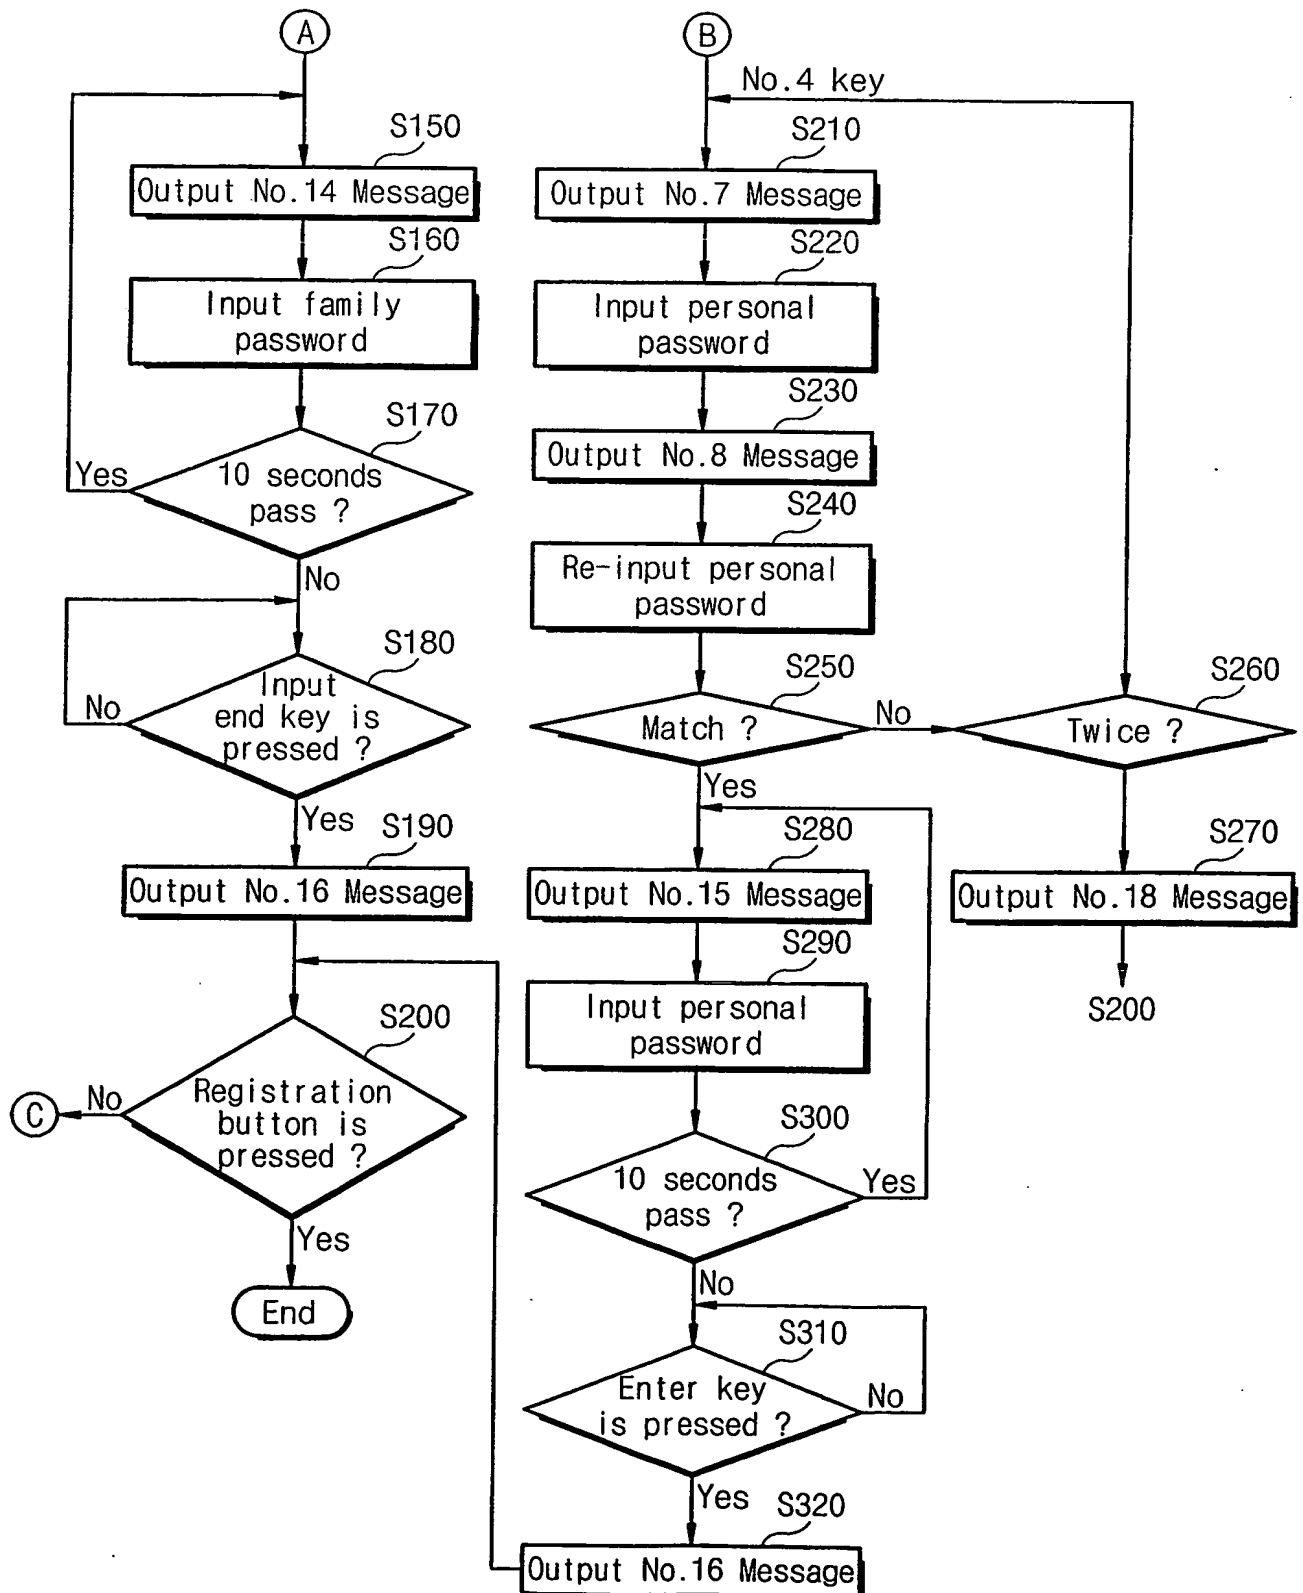 A
S150
Output No.14 Message
S160
Input family
password
S170
10 seconds
pass ?
Yes
No
S180
Input
end key is
pressed ?
No
Yes
S190
Output No.16 Message
S200
Registration
button is
pressed ?
No
C
Yes
End
B
No.4 key
S210
Output No.7 Message
S220
Input personal
password
S230
Output No.8 Message
S240
Re-input personal
password
S250
Match ?
No
Yes
S260
Twice ?
S270
Output No.18 Message
S200
S280
Output No.15 Message
S290
Input personal
password
S300
10 seconds
pass ?
Yes
No
S310
Enter key
is pressed ?
No
Yes
S320
Output No.16 Message